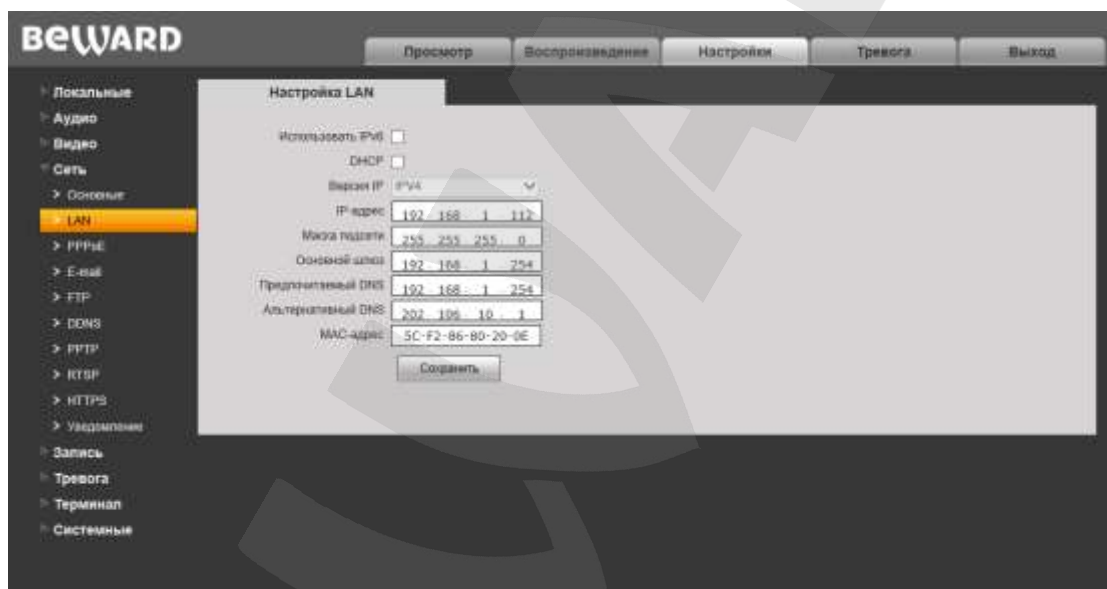 BEWARD
Просмотр
Воспроизведение
Настройки
Тревога
Выход
Локальные
Аудио
Видео
Сеть
Основные
LAN
PPPoE
E-mail
FTP
DDNS
PPTP
RTSP
HTTPS
Уведомление
Запись
Тревога
Терминал
Системные
Настройка LAN
Использовать IPv6
DHCP
Версия IP IPV4
IP-адрес 192 . 168 . 1 . 112
Маска подсети 255 . 255 . 255 . 0
Основной шлюз 192 . 168 . 1 . 254
Предпочитаемый DNS 192 . 168 . 1 . 254
Альтернативный DNS 202 . 106 . 10 . 1
MAC-адрес 5C-F2-86-80-20-0E
Сохранить